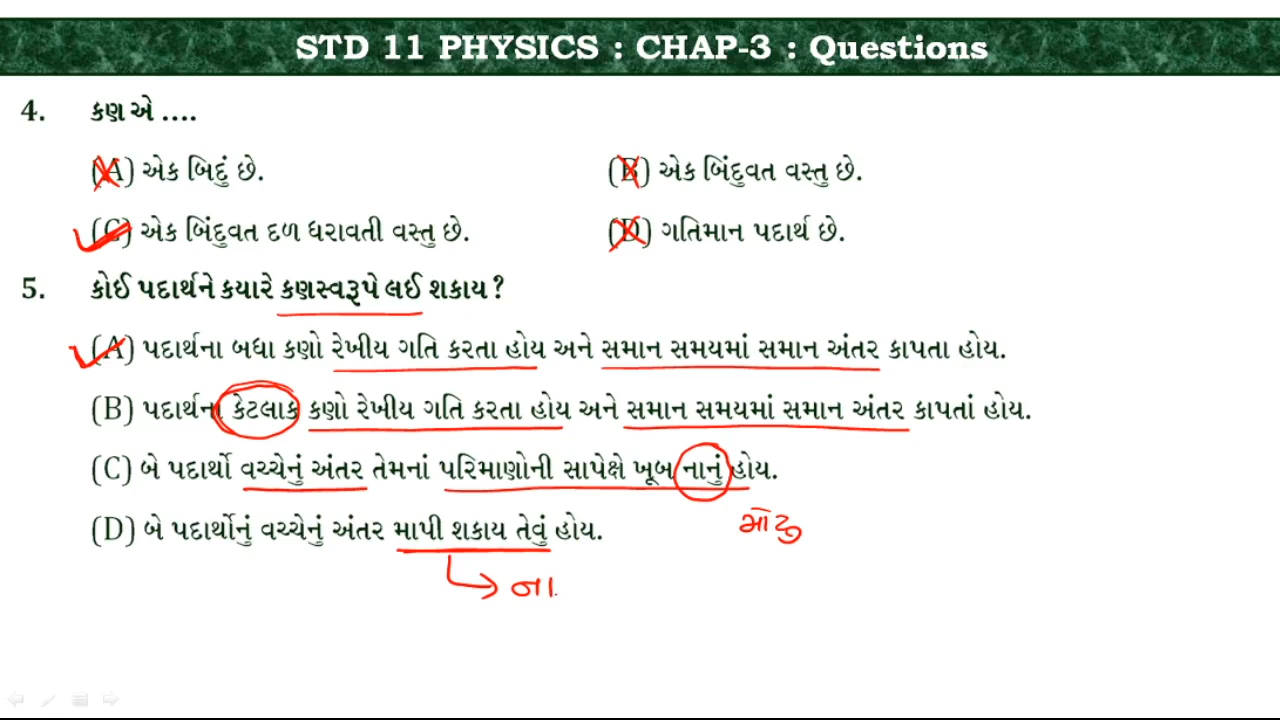 STD 11 PHYSICS : CHAP-3 : Questions
4. કણ એ ....
(A) એક બિદું છે. (B) એક બિંદુવત વસ્તુ છે.
(C) એક બિંદુવત દળ ધરાવતી વસ્તુ છે. (D) ગતિમાન પદાર્થ છે.
5. કોઈ પદાર્થને કયારે કણસ્વરૂપે લઈ શકાય ?
(A) પદાર્થના બધા કણો રેખીય ગતિ કરતા હોય અને સમાન સમયમાં સમાન અંતર કાપતા હોય.
(B) પદાર્થના કેટલાક કણો રેખીય ગતિ કરતા હોય અને સમાન સમયમાં સમાન અંતર કાપતાં હોય.
(C) બે પદાર્થો વચ્ચેનું અંતર તેમનાં પરિમાણોની સાપેક્ષે ખૂબ નાનું હોય.
મોટુ
(D) બે પદાર્થોનું વચ્ચેનું અંતર માપી શકાય તેવું હોય.
ના.